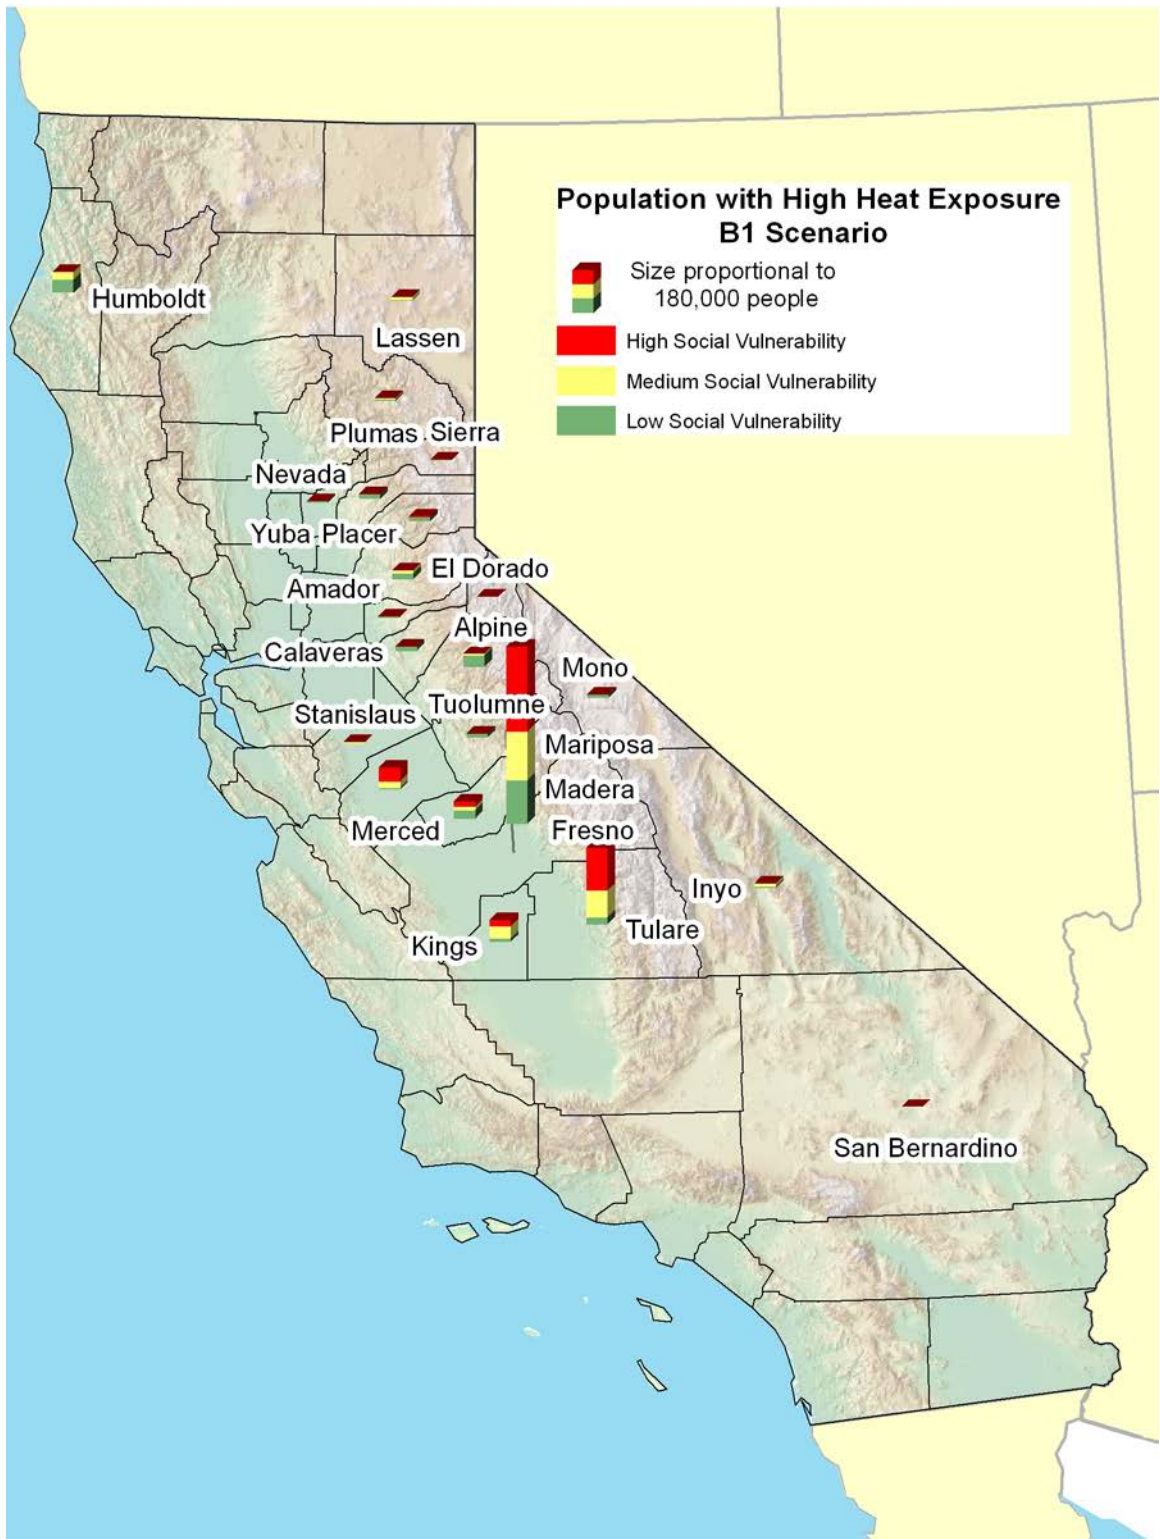 Population with High Heat Exposure
B1 Scenario
Size proportional to
180,000 people
High Social Vulnerability
Medium Social Vulnerability
Low Social Vulnerability
Humboldt
Lassen
Plumas
Sierra
Nevada
Yuba
Placer
El Dorado
Amador
Alpine
Calaveras
Mono
Tuolumne
Stanislaus
Mariposa
Madera
Merced
Fresno
Inyo
Tulare
Kings
San Bernardino